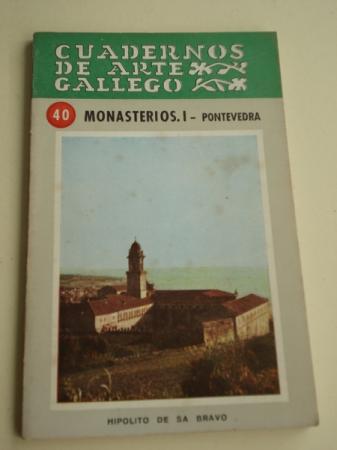 CUADERNOS
DE ARTE
GALLEGO
40 MONASTERIOS. I - PONTEVEDRA
HIPOLITO DE SA BRAVO